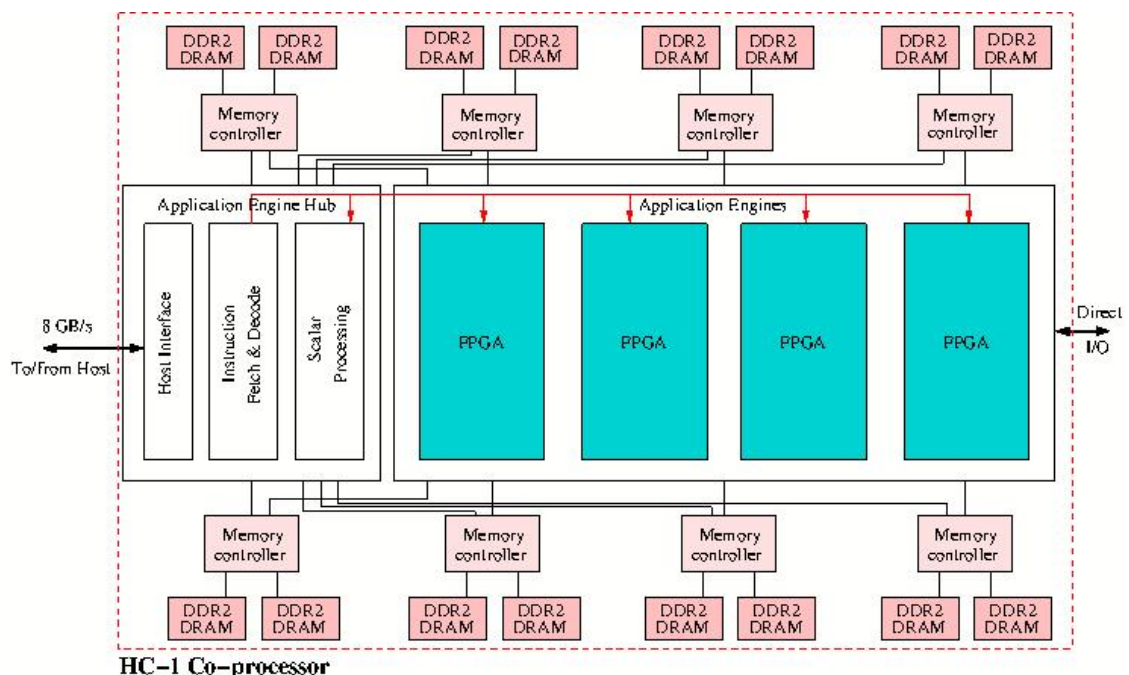 DDR2 DRAM
DDR2 DRAM
DDR2 DRAM
DDR2 DRAM
DDR2 DRAM
DDR2 DRAM
DDR2 DRAM
DDR2 DRAM
Memory controller
Memory controller
Memory controller
Memory controller
Application Engine Hub
Application Engines
Host Interface
Instruction
Fetch & Decode
Scalar
Processing
FPGA
FPGA
FPGA
FPGA
8 GB/s
To/From Host
Direct
I/O
Memory controller
Memory controller
Memory controller
Memory controller
DDR2 DRAM
DDR2 DRAM
DDR2 DRAM
DDR2 DRAM
DDR2 DRAM
DDR2 DRAM
DDR2 DRAM
DDR2 DRAM
HC-1 Co-processor